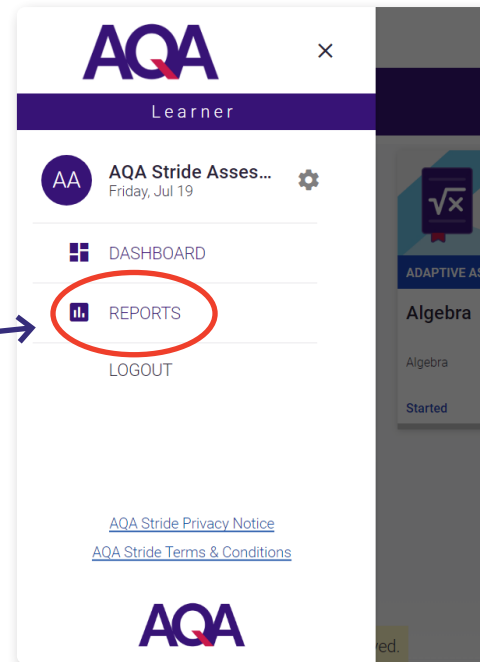 AQA
Learner
AA
AQA Stride Asses...
Friday, Jul 19
DASHBOARD
REPORTS
LOGOUT
AQA Stride Privacy Notice
AQA Stride Terms & Conditions
AQA
√x
ADAPTIVE AS
Algebra
Algebra
Started
ved.